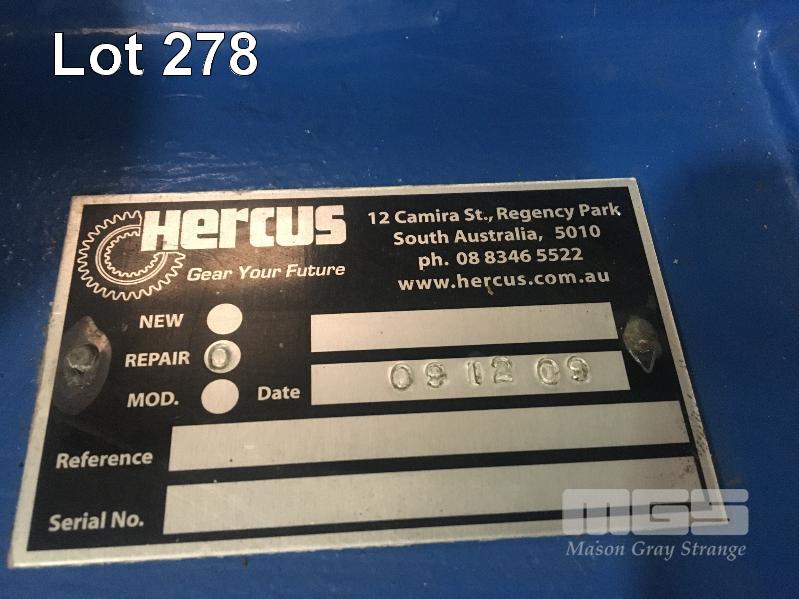 Lot 278
Hercus
Gear Your Future
12 Camira St., Regency Park
South Australia, 5010
ph. 08 8346 5522
www.hercus.com.au
NEW
REPAIR O
MOD.
Date 09 12 09
Reference
Serial No.
MGS
Mason Gray Strange